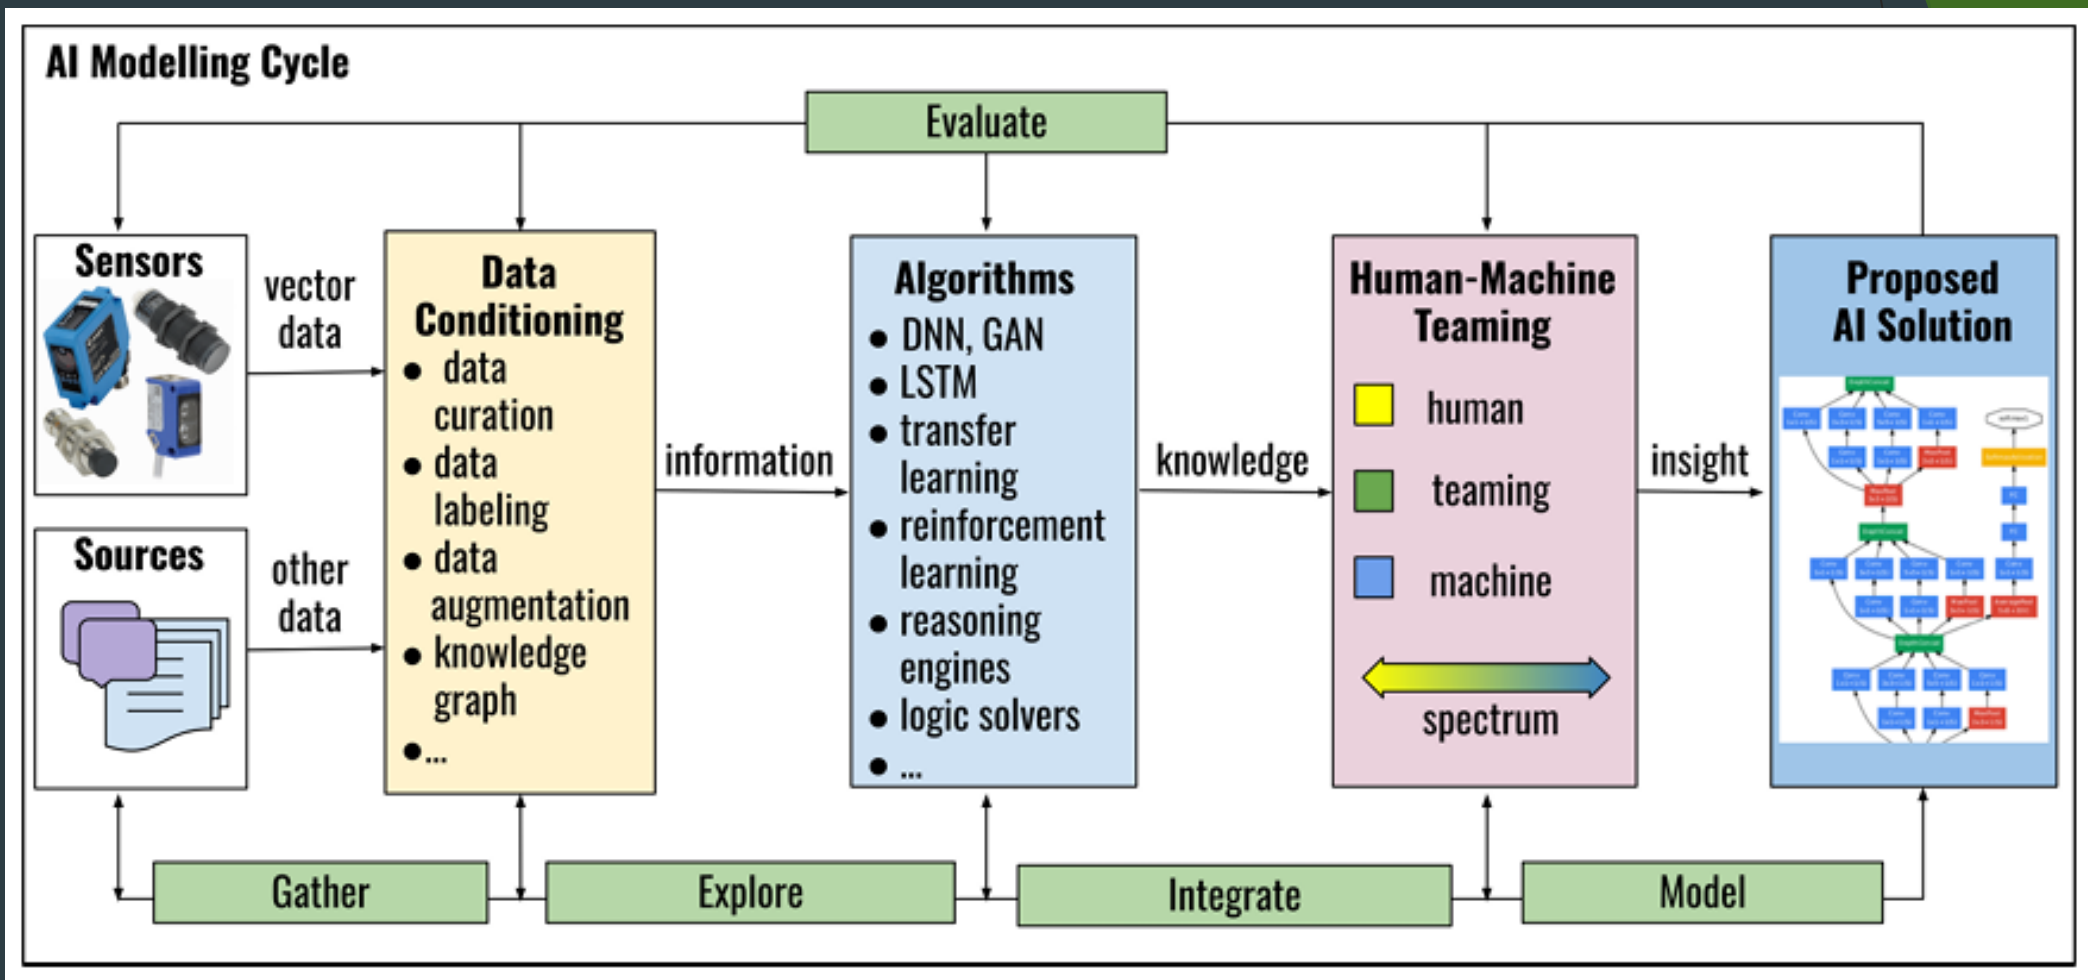 AI Modelling Cycle
Evaluate
Sensors
vector
data
Sources
other
data
Data
Conditioning
● data
curation
● data
labeling
● data
augmentation
● knowledge
graph
●...
information
Algorithms
● DNN, GAN
● LSTM
● transfer
learning
● reinforcement
learning
● reasoning
engines
● logic solvers
● ...
knowledge
Human-Machine
Teaming
human
teaming
machine
spectrum
insight
Proposed
AI Solution
Gather
Explore
Integrate
Model